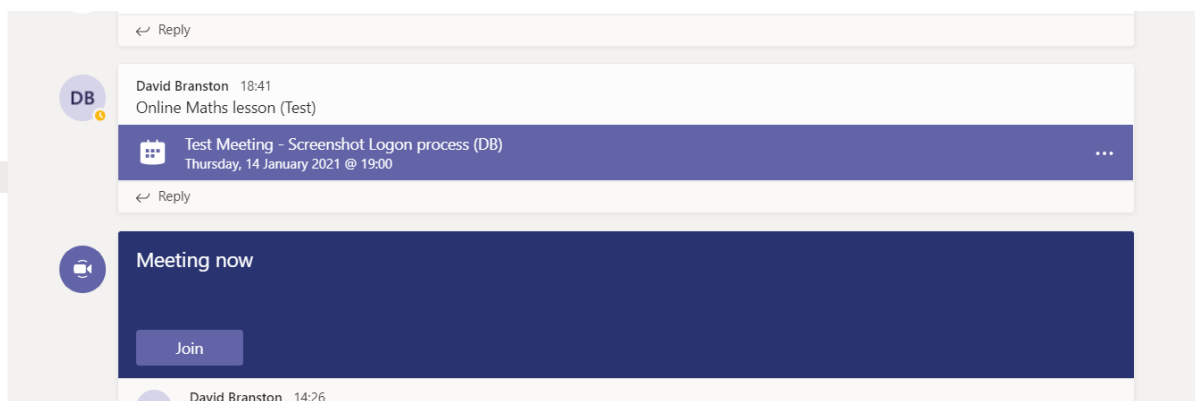 Reply
David Branston 18:41
DB
Online Maths lesson (Test)
Test Meeting - Screenshot Logon process (DB)
Thursday, 14 January 2021 @ 19:00
Reply
Meeting now
Join
David Branston 14:26